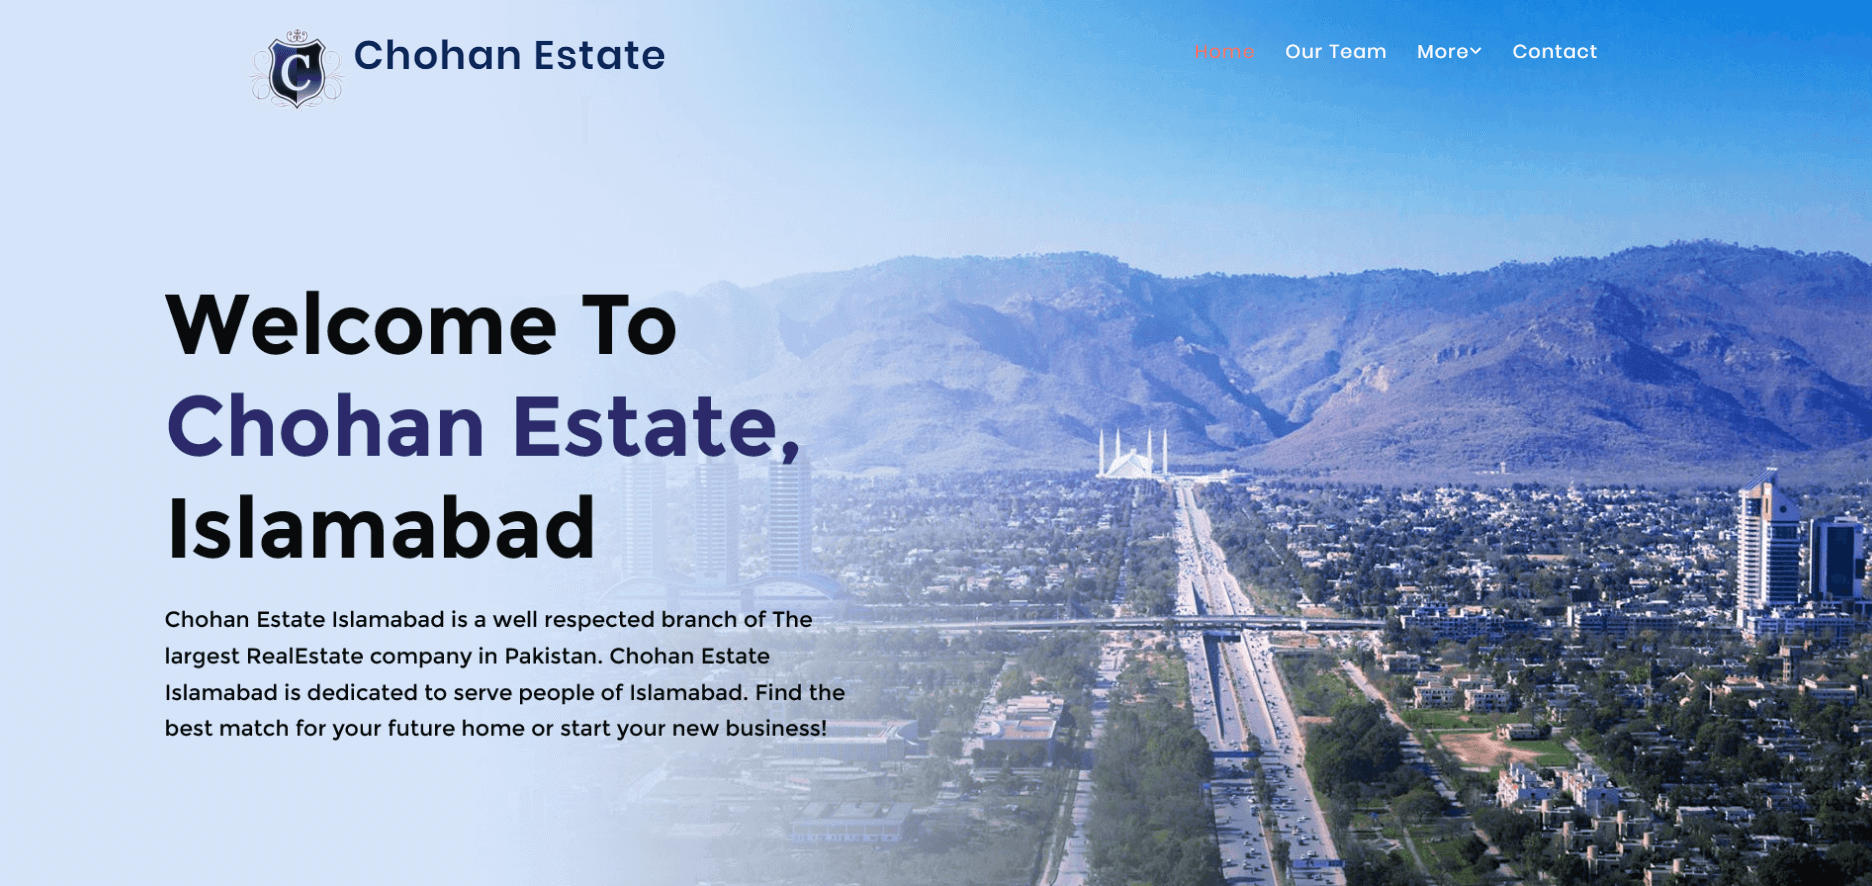 C
Chohan Estate
Home Our Team More Contact
Welcome To
Chohan Estate,
Islamabad
Chohan Estate Islamabad is a well respected branch of The
largest RealEstate company in Pakistan. Chohan Estate
Islamabad is dedicated to serve people of Islamabad. Find the
best match for your future home or start your new business!